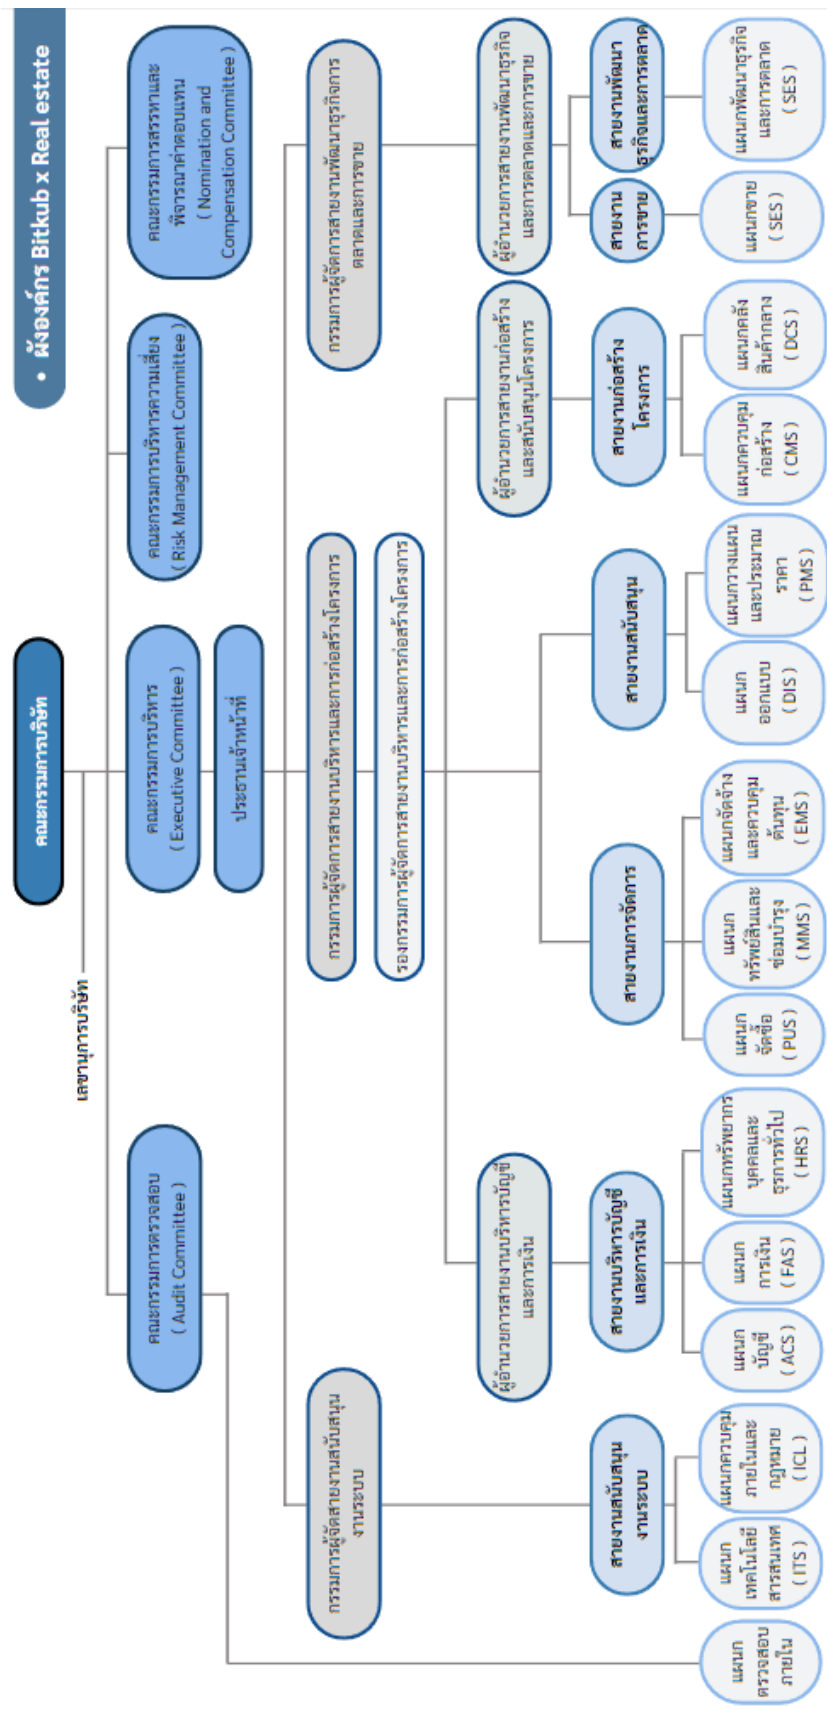 • ผังองค์กร Bitkub x Real estate
คณะกรรมการบริษัท
เลขานุการบริษัท
คณะกรรมการตรวจสอบ
( Audit Committee )
คณะกรรมการบริหาร
( Executive Committee )
คณะกรรมการบริหารความเสี่ยง
( Risk Management Committee )
คณะกรรมการสรรหาและ
พิจารณาค่าตอบแทน
( Nomination and
Compensation Committee )
ประธานเจ้าหน้าที่
กรรมการผู้จัดสายงานสนับสนุน
งานระบบ
กรรมการผู้จัดการสายงานบริหารและการก่อสร้างโครงการ
กรรมการผู้จัดการสายงานพัฒนาธุรกิจการ
ตลาดและการขาย
รองกรรมการผู้จัดการสายงานบริหารและการก่อสร้างโครงการ
ผู้อำนวยการสายงานบริหารบัญชี
และการเงิน
ผู้อำนวยการสายงานก่อสร้าง
และสนับสนุนโครงการ
ผู้อำนวยการสายงานพัฒนาธุรกิจ
และการตลาดและการขาย
สายงานสนับสนุน
งานระบบ
สายงานบริหารบัญชี
และการเงิน
สายงานการจัดการ
สายงานสนับสนุน
สายงานก่อสร้าง
โครงการ
สายงาน
การขาย
สายงานพัฒนา
ธุรกิจและการตลาด
แผนก
ตรวจสอบ
ภายใน
แผนก
เทคโนโลยี
สารสนเทศ
( ITS )
แผนกควบคุม
ภายในและ
กฎหมาย
( ICL )
แผนก
บัญชี
( ACS )
แผนก
การเงิน
( FAS )
แผนกทรัพยากร
บุคคลและ
ธุรการทั่วไป
( HRS )
แผนก
จัดซื้อ
( PUS )
แผนก
ทรัพย์สินและ
ซ่อมบำรุง
( MMS )
แผนกจัดจ้าง
และควบคุม
ต้นทุน
( EMS )
แผนก
ออกแบบ
( DIS )
แผนกวางแผน
และประมาณ
ราคา
( PMS )
แผนกควบคุม
ก่อสร้าง
( CMS )
แผนกคลัง
สินค้ากลาง
( DCS )
แผนกขาย
( SES )
แผนกพัฒนาธุรกิจ
และการตลาด
( SES )